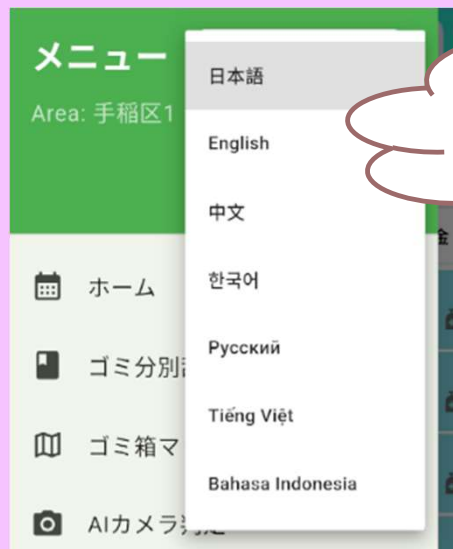 メニュー
Area: 手稲区1
日本語
English
中文
한국어
Русский
Tiếng Việt
Bahasa Indonesia
金
ホーム
ゴミ分別
ゴミ箱マ
AIカメラ判定